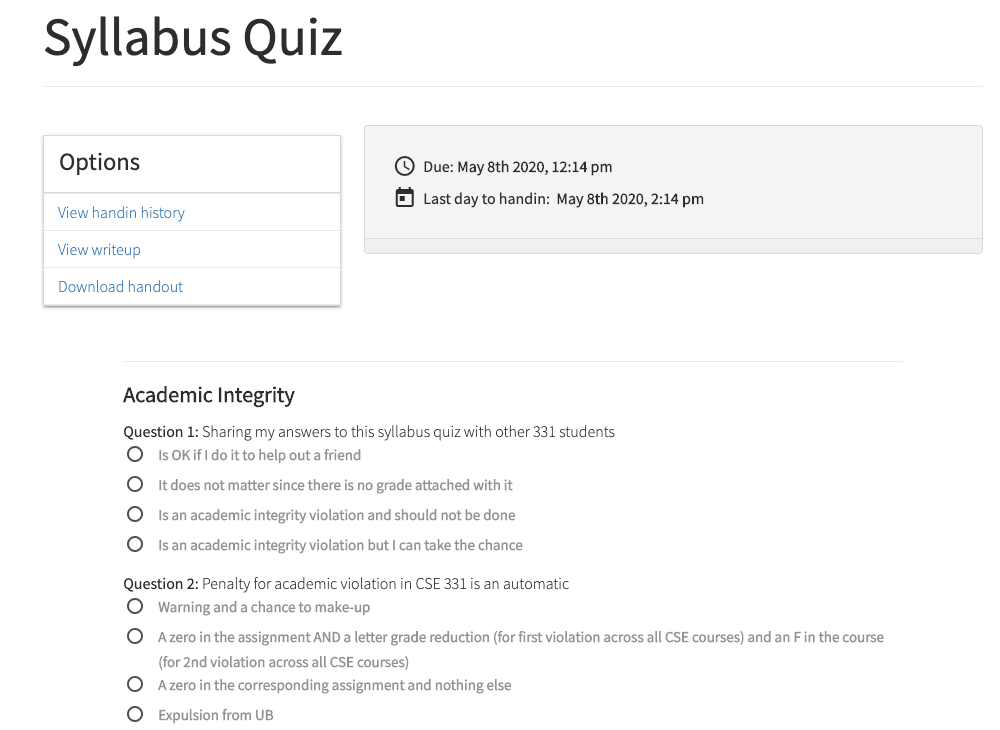 Syllabus Quiz
Options
View handin history
View writeup
Download handout
Due: May 8th 2020, 12:14 pm
Last day to handin: May 8th 2020, 2:14 pm
Academic Integrity
Question 1: Sharing my answers to this syllabus quiz with other 331 students
Is OK if I do it to help out a friend
It does not matter since there is no grade attached with it
Is an academic integrity violation and should not be done
Is an academic integrity violation but I can take the chance
Question 2: Penalty for academic violation in CSE 331 is an automatic
Warning and a chance to make-up
A zero in the assignment AND a letter grade reduction (for first violation across all CSE courses) and an F in the course
(for 2nd violation across all CSE courses)
A zero in the corresponding assignment and nothing else
Expulsion from UB